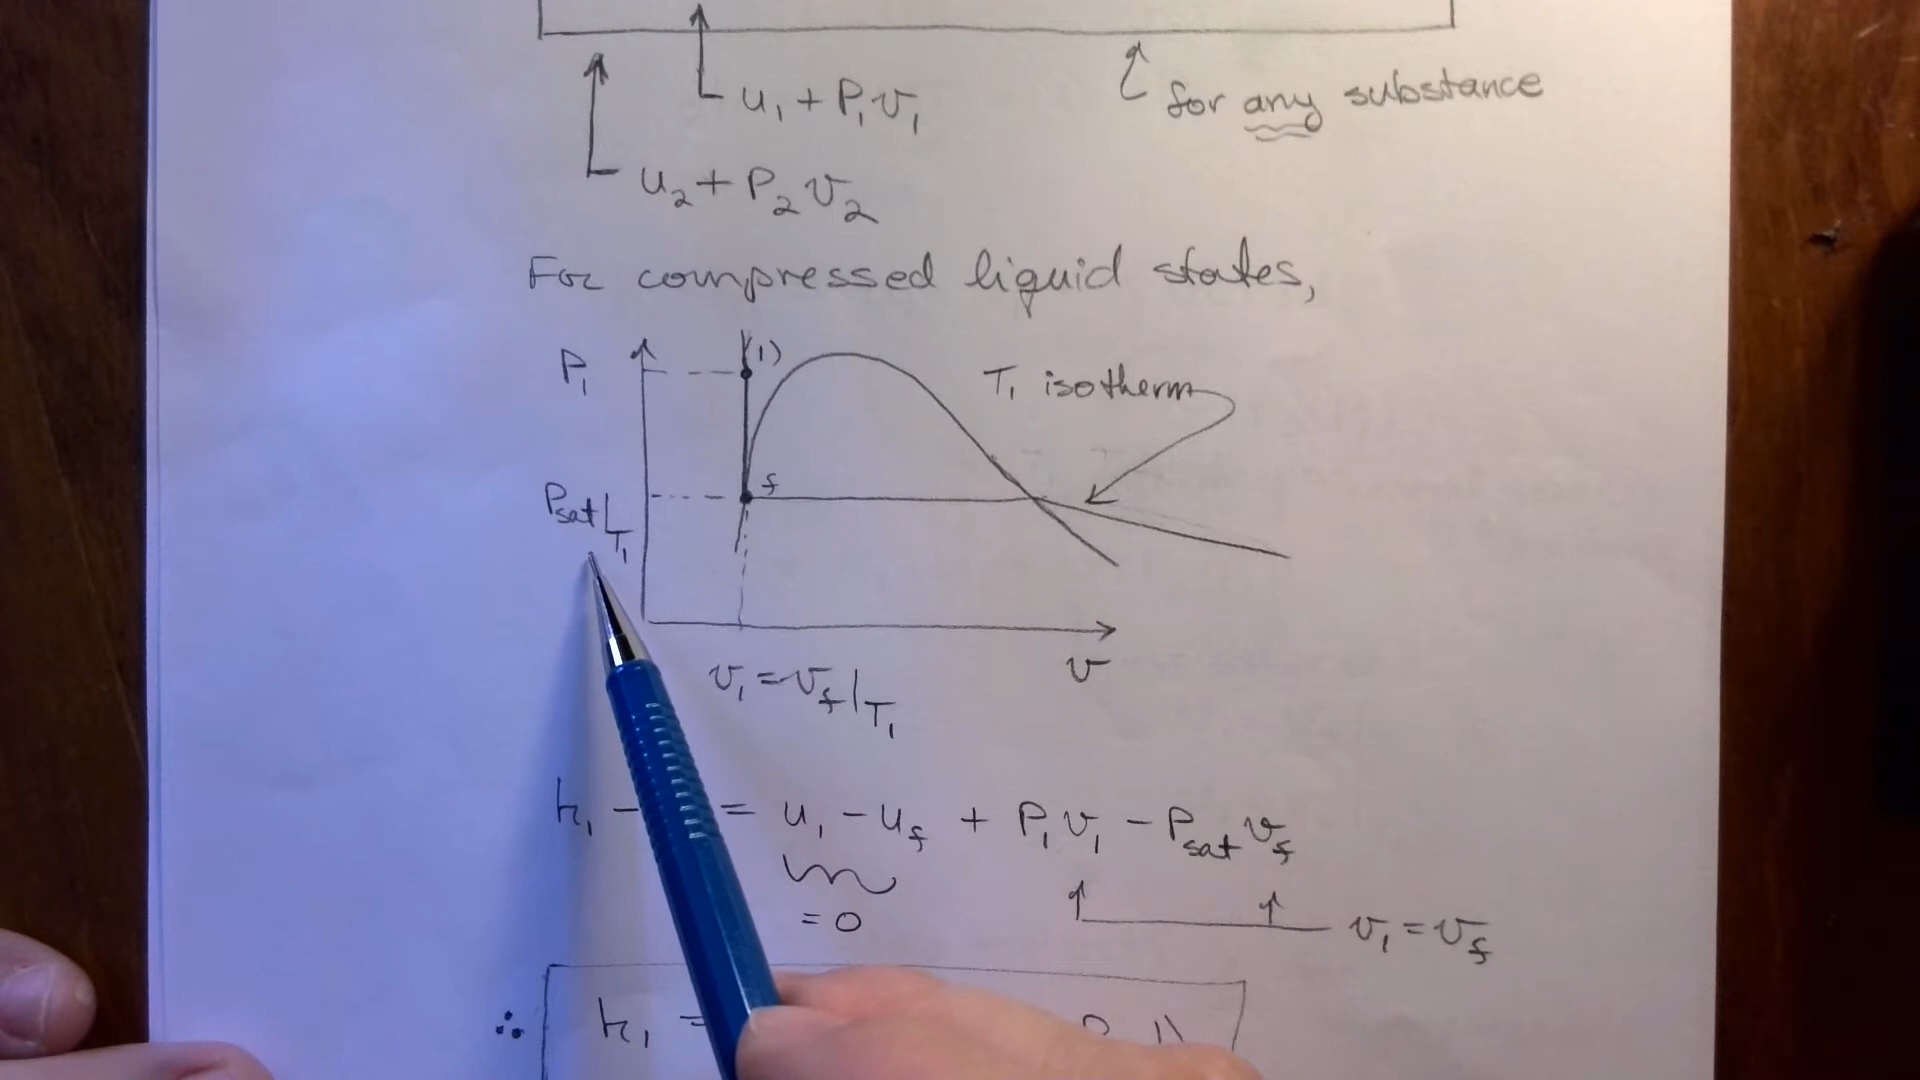 u₁ + P₁v₁
for any substance
u₂ + P₂v₂
For compressed liquid states,
P₁
(1)
T₁ isotherm
f
Psat|T₁
v
v₁ = vf|T₁
h₁ - = u₁ - uf + P₁v₁ - Psat vf
= 0
v₁ = vf
∴ h₁ =